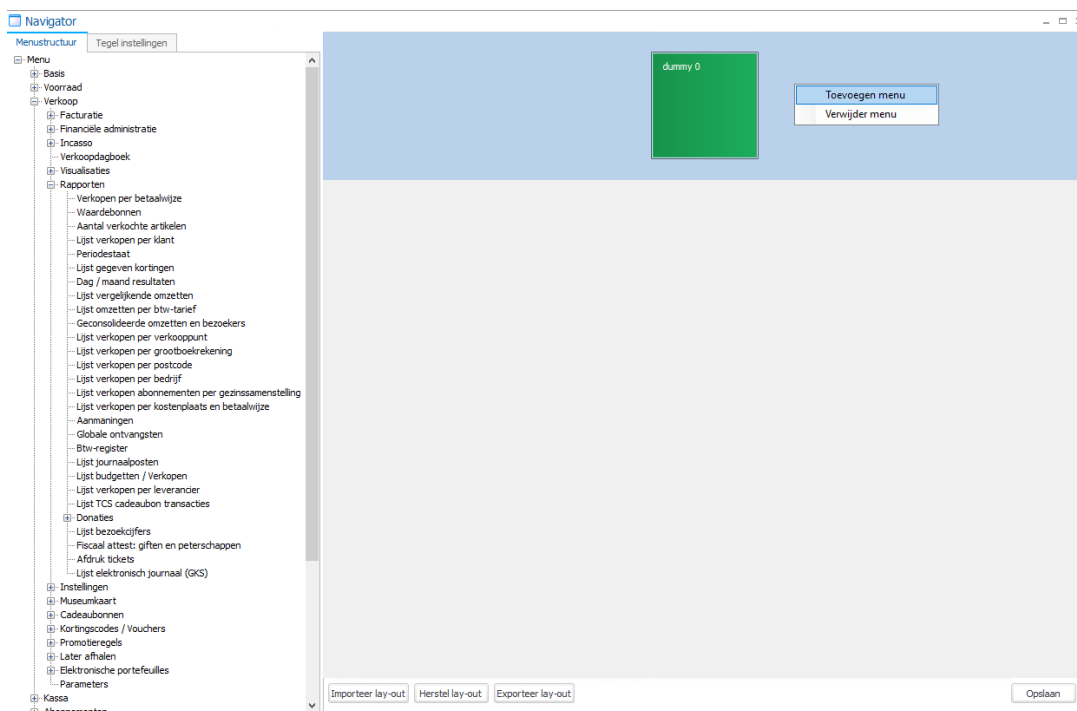 Navigator
Menustructuur
Tegel instellingen
Menu
Basis
Voorraad
Verkoop
Facturatie
Financiële administratie
Incasso
Verkoopdagboek
Visualisaties
Rapporten
Verkopen per betaalwijze
Waardebonnen
Aantal verkochte artikelen
Lijst verkopen per klant
Periodestaat
Lijst gegeven kortingen
Dag / maand resultaten
Lijst vergelijkende omzetten
Lijst omzetten per btw-tarief
Geconsolideerde omzetten en bezoekers
Lijst verkopen per verkooppunt
Lijst verkopen per grootboekrekening
Lijst verkopen per postcode
Lijst verkopen per bedrijf
Lijst verkopen abonnementen per gezinssamenstelling
Lijst verkopen per kostenplaats en betaalwijze
Aanmaningen
Globale ontvangsten
Btw-register
Lijst journaalposten
Lijst budgetten / Verkopen
Lijst verkopen per leverancier
Lijst TCS cadeaubon transacties
Donaties
Lijst bezoekcijfers
Fiscaal attest: giften en peterschappen
Afdruk tickets
Lijst elektronisch journaal (GKS)
Instellingen
Museumkaart
Cadeaubonnen
Kortingscodes / Vouchers
Promotieregels
Later afhalen
Elektronische portefeuilles
Parameters
Kassa
Abonnementen
dummy 0
Toevoegen menu
Verwijder menu
Importeer lay-out
Herstel lay-out
Exporteer lay-out
Opslaan